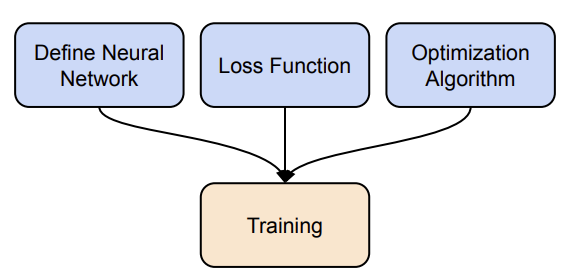 Define Neural
Network
Loss Function
Optimization
Algorithm
Training